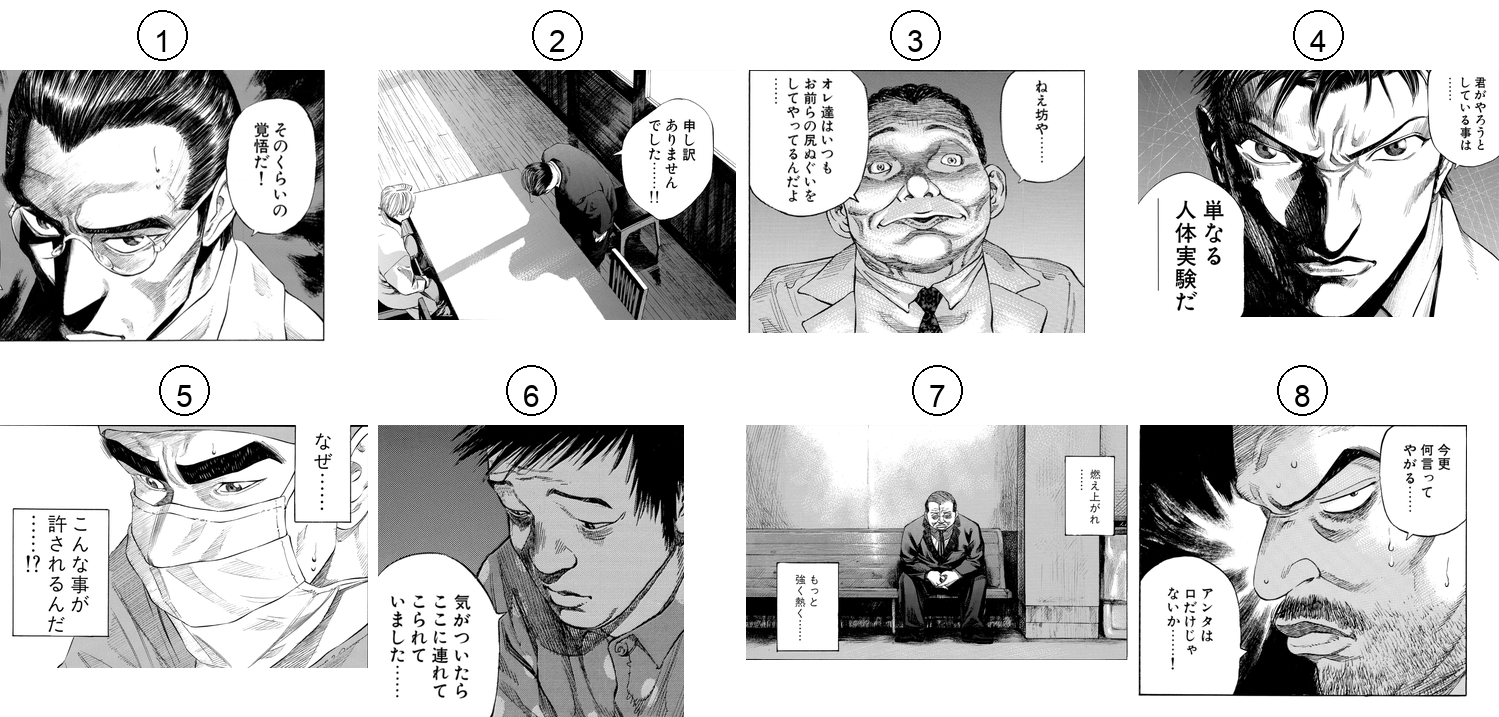 1
そのくらいの
覚悟だ!
2
申し訳
ありません
でした……!!
3
ねえ坊や……
オレ達はいつも
お前らの尻ぬぐいを
してやってるんだよ
……
4
君がやろうと
している事は
……
単なる
人体実験だ
5
なぜ……
こんな事が
許されるんだ
……!?
6
気がついたら
ここに連れて
こられて
いました……
7
燃え上がれ
……
もっと
強く熱く……
8
今更
何言って
やがる……
アンタは
口だけじゃ
ないか……!